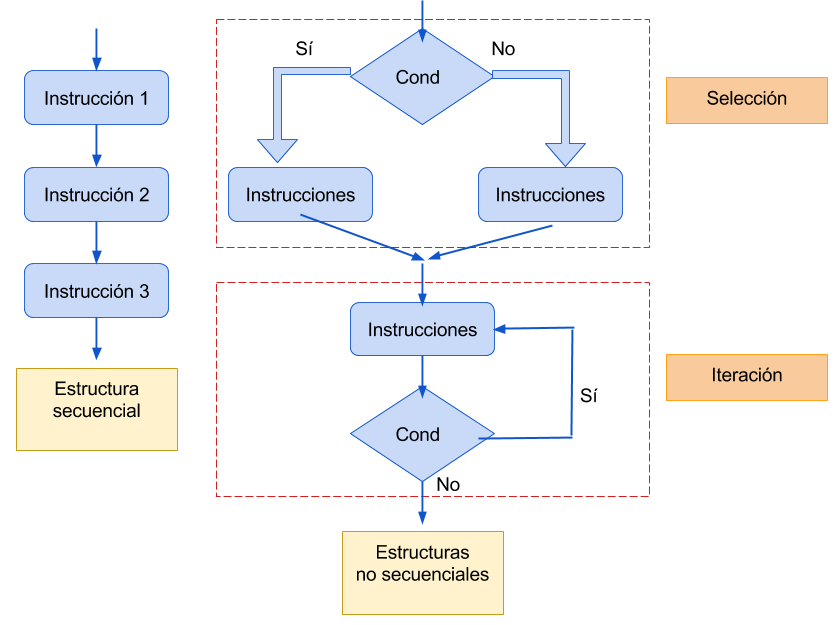 Instrucción 1
Instrucción 2
Instrucción 3
Estructura
secuencial
Sí
No
Cond
Instrucciones
Instrucciones
Selección
Instrucciones
Sí
Cond
No
Iteración
Estructuras
no secuenciales